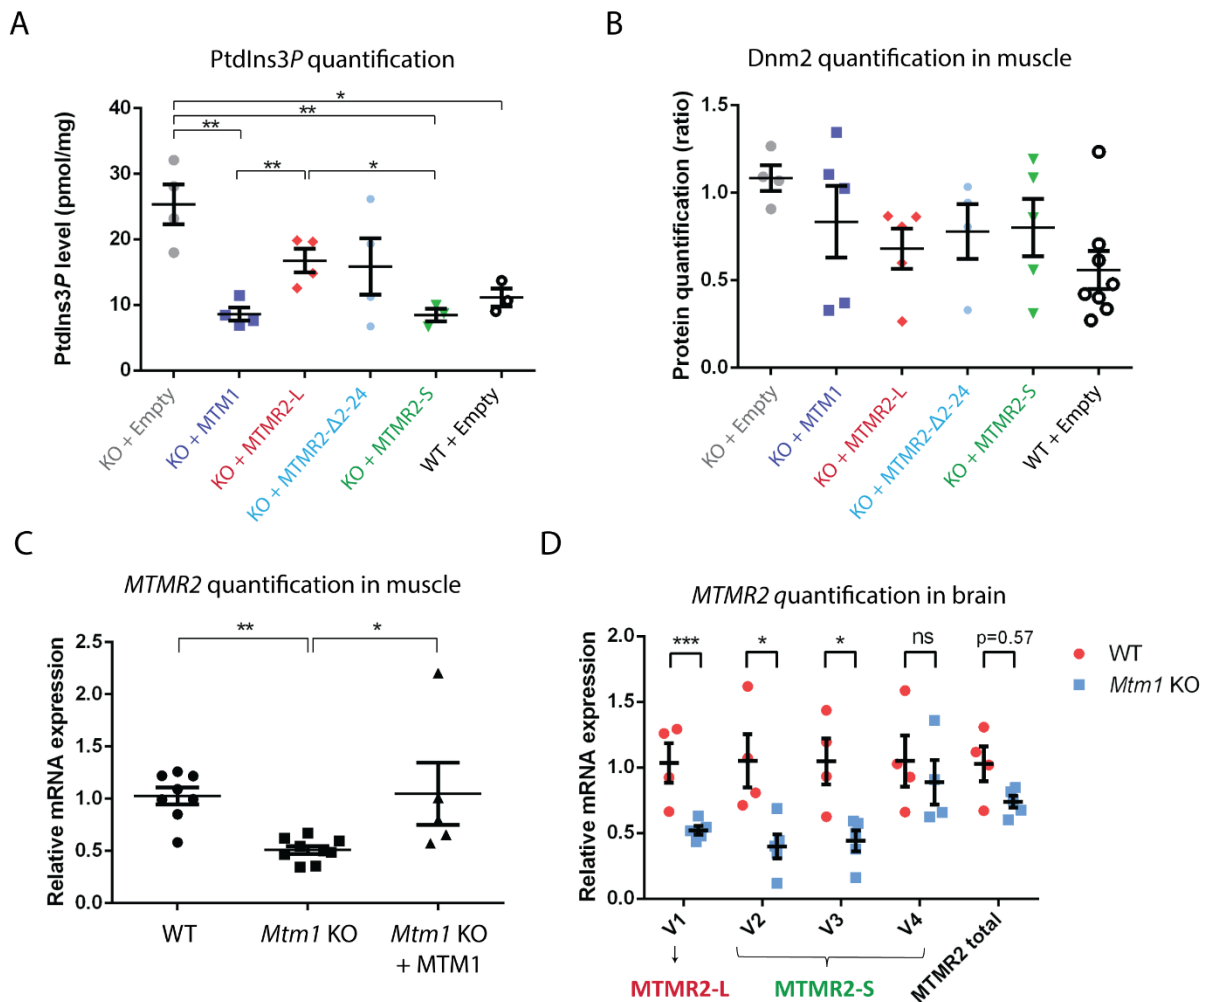 A
PtdIns3P quantification
PtdIns3P level (pmol/mg)
40
30
20
10
0
*
**
**
**
*
KO + Empty
KO + MTM1
KO + MTMR2-L
KO + MTMR2-Δ2-24
KO + MTMR2-S
WT + Empty
B
Dnm2 quantification in muscle
Protein quantification (ratio)
1.5
1.0
0.5
0.0
KO + Empty
KO + MTM1
KO + MTMR2-L
KO + MTMR2-Δ2-24
KO + MTMR2-S
WT + Empty
C
MTMR2 quantification in muscle
Relative mRNA expression
2.5
2.0
1.5
1.0
0.5
0.0
**
*
WT
Mtm1 KO
Mtm1 KO
+ MTM1
D
MTMR2 quantification in brain
Relative mRNA expression
2.0
1.5
1.0
0.5
0.0
***
*
*
ns
p=0.57
WT
Mtm1 KO
V1
V2
V3
V4
MTMR2 total
MTMR2-L
MTMR2-S